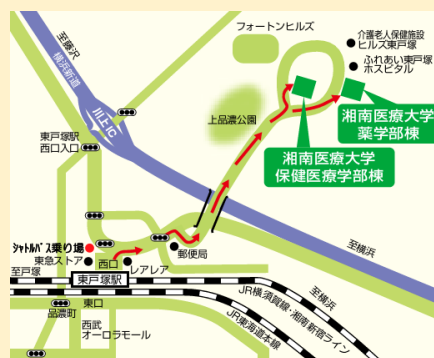 フォートンヒルズ
介護老人保健施設
ヒルズ東戸塚
ふれあい東戸塚
ホスピタル
至藤沢
横浜新道
川上IC
東戸塚駅
西口入口
上品濃公園
湘南医療大学
薬学部棟
湘南医療大学
保健医療学部棟
シャトルバス乗り場
東急ストア
西口
レアレア
郵便局
至横浜
至戸塚
東戸塚駅
東口
品濃町
西武
オーロラモール
至横浜
JR横須賀線・湘南新宿ライン
JR東海道本線